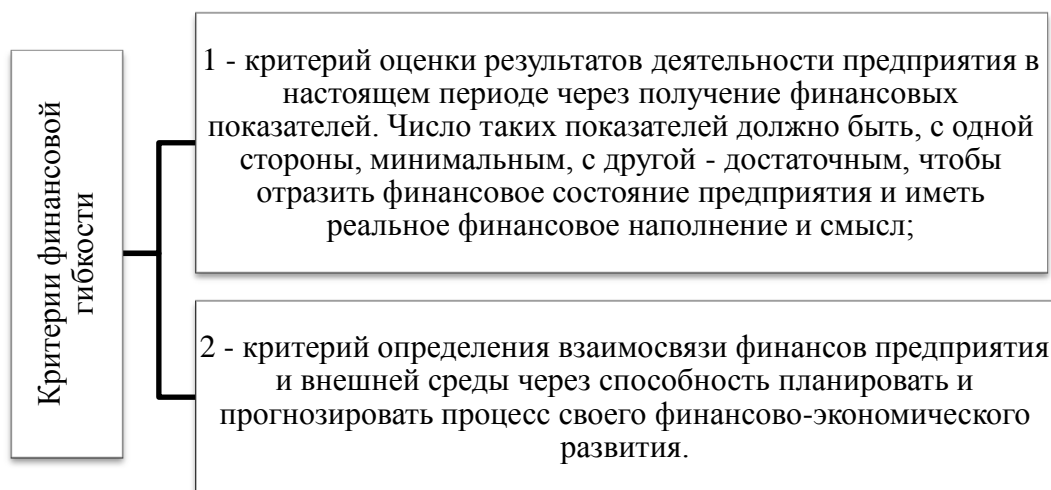 Критерии финансовой
гибкости
1 - критерий оценки результатов деятельности предприятия в
настоящем периоде через получение финансовых
показателей. Число таких показателей должно быть, с одной
стороны, минимальным, с другой - достаточным, чтобы
отразить финансовое состояние предприятия и иметь
реальное финансовое наполнение и смысл;
2 - критерий определения взаимосвязи финансов предприятия
и внешней среды через способность планировать и
прогнозировать процесс своего финансово-экономического
развития.